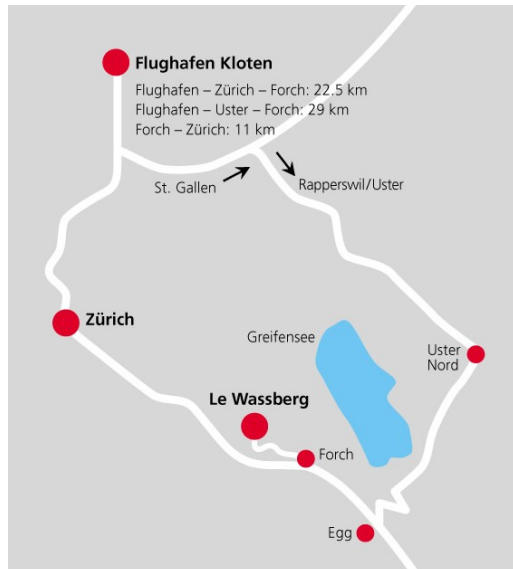 Flughafen Kloten
Flughafen – Zürich – Forch: 22.5 km
Flughafen – Uster – Forch: 29 km
Forch – Zürich: 11 km
St. Gallen
Rapperswil/Uster
Zürich
Greifensee
Uster
Nord
Le Wassberg
Forch
Egg